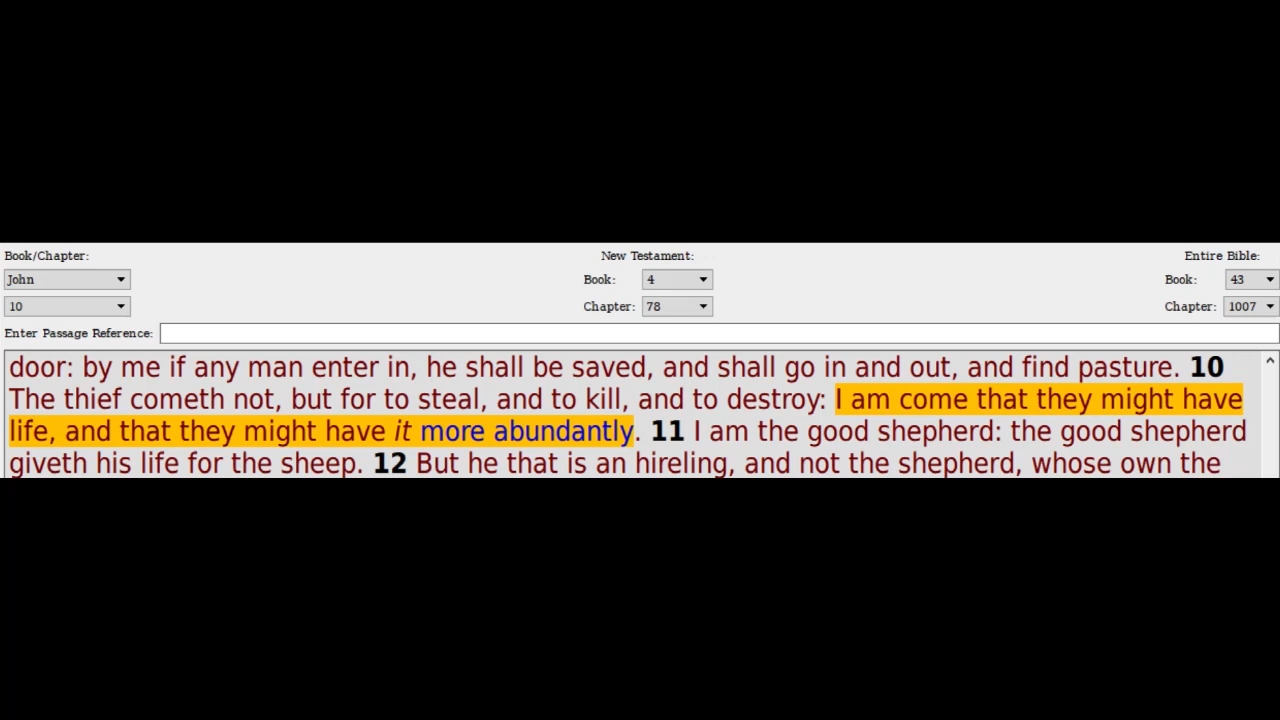 Book/Chapter: New Testament: Entire Bible:
John Book: 4 Book: 43
10 Chapter: 78 Chapter: 1007
Enter Passage Reference:
door: by me if any man enter in, he shall be saved, and shall go in and out, and find pasture. 10
The thief cometh not, but for to steal, and to kill, and to destroy: I am come that they might have
life, and that they might have it more abundantly. 11 I am the good shepherd: the good shepherd
giveth his life for the sheep. 12 But he that is an hireling, and not the shepherd, whose own the